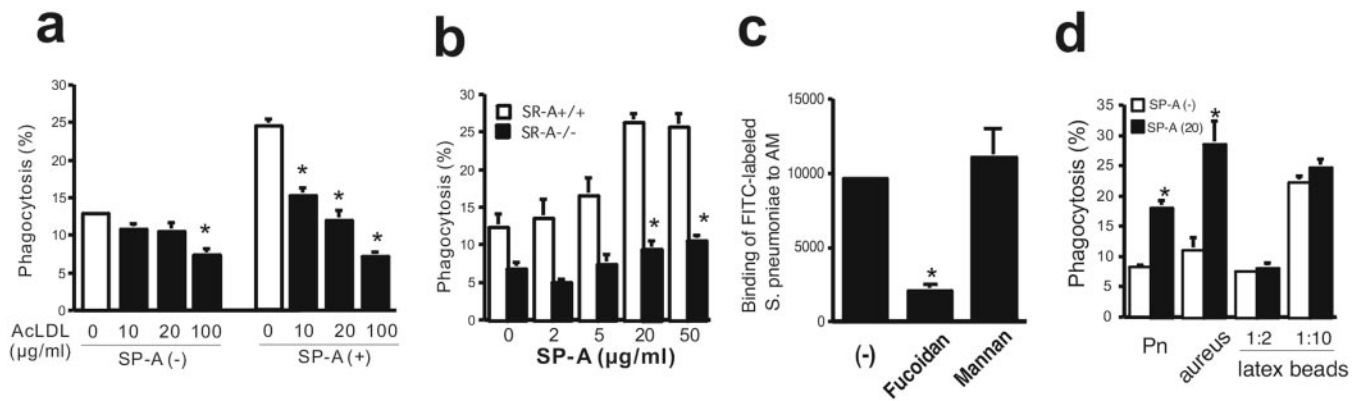 a
Phagocytosis (%)
30
25
20
15
10
5
0
*
*
*
*
AcLDL
(µg/ml)
0 10 20 100
0 10 20 100
SP-A (-)
SP-A (+)
b
Phagocytosis (%)
30
25
20
15
10
5
0
SR-A+/+
SR-A-/-
*
*
0 2 5 20 50
SP-A (µg/ml)
c
Binding of FITC-labeled
S. pneumoniae to AM
15000
10000
5000
0
*
(-)
Fucoidan
Mannan
d
Phagocytosis (%)
35
30
25
20
15
10
5
0
SP-A (-)
SP-A (20)
*
*
Pn
aureus
1:2 1:10
latex beads